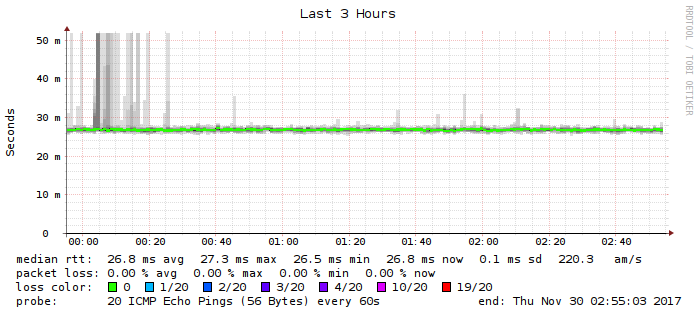 Last 3 Hours
RRDTOOL / TOBI OETIKER
Seconds
50 m
40 m
30 m
20 m
10 m
0
00:00 00:20 00:40 01:00 01:20 01:40 02:00 02:20 02:40
median rtt: 26.8 ms avg 27.3 ms max 26.5 ms min 26.8 ms now 0.1 ms sd 220.3 am/s
packet loss: 0.00 % avg 0.00 % max 0.00 % min 0.00 % now
loss color: 0 1/20 2/20 3/20 4/20 10/20 19/20
probe: 20 ICMP Echo Pings (56 Bytes) every 60s end: Thu Nov 30 02:55:03 2017